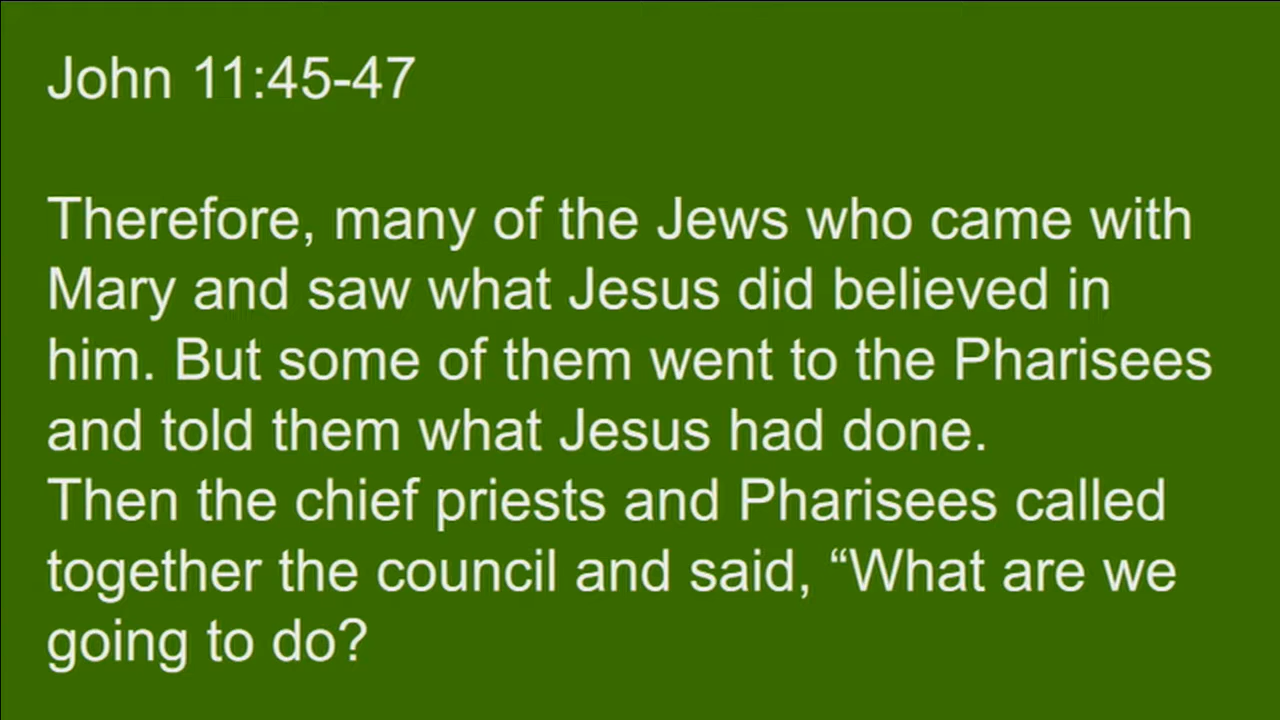 John 11:45-47
Therefore, many of the Jews who came with
Mary and saw what Jesus did believed in
him. But some of them went to the Pharisees
and told them what Jesus had done.
Then the chief priests and Pharisees called
together the council and said, “What are we
going to do?